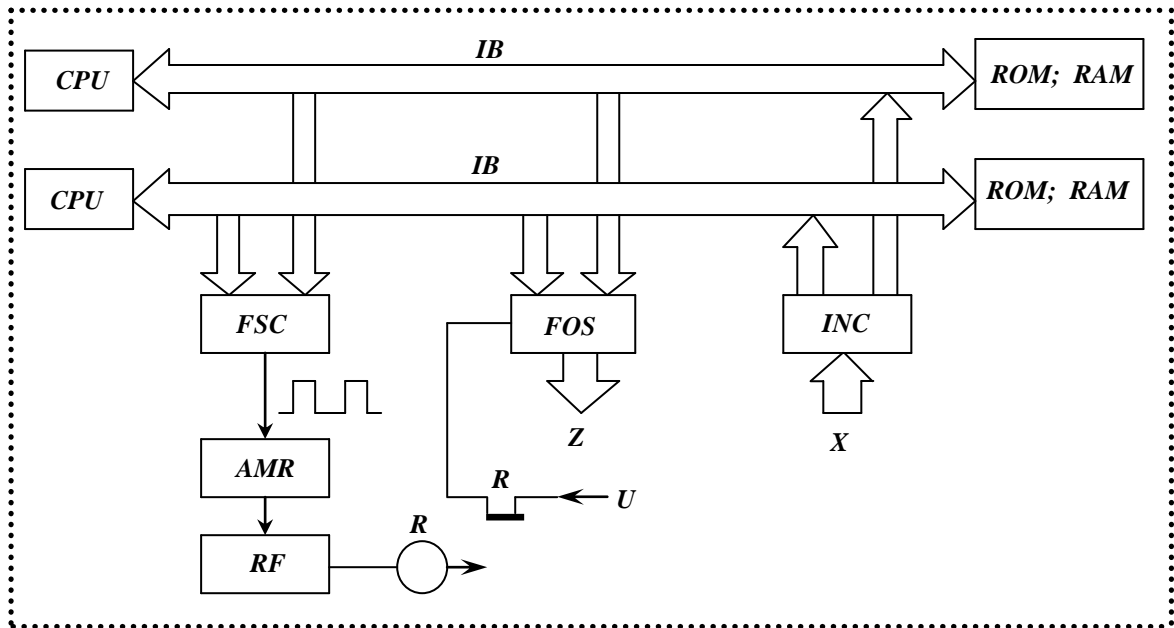 IB
CPU
ROM; RAM
IB
CPU
ROM; RAM
FSC
FOS
INC
Z
X
AMR
R
U
R
RF